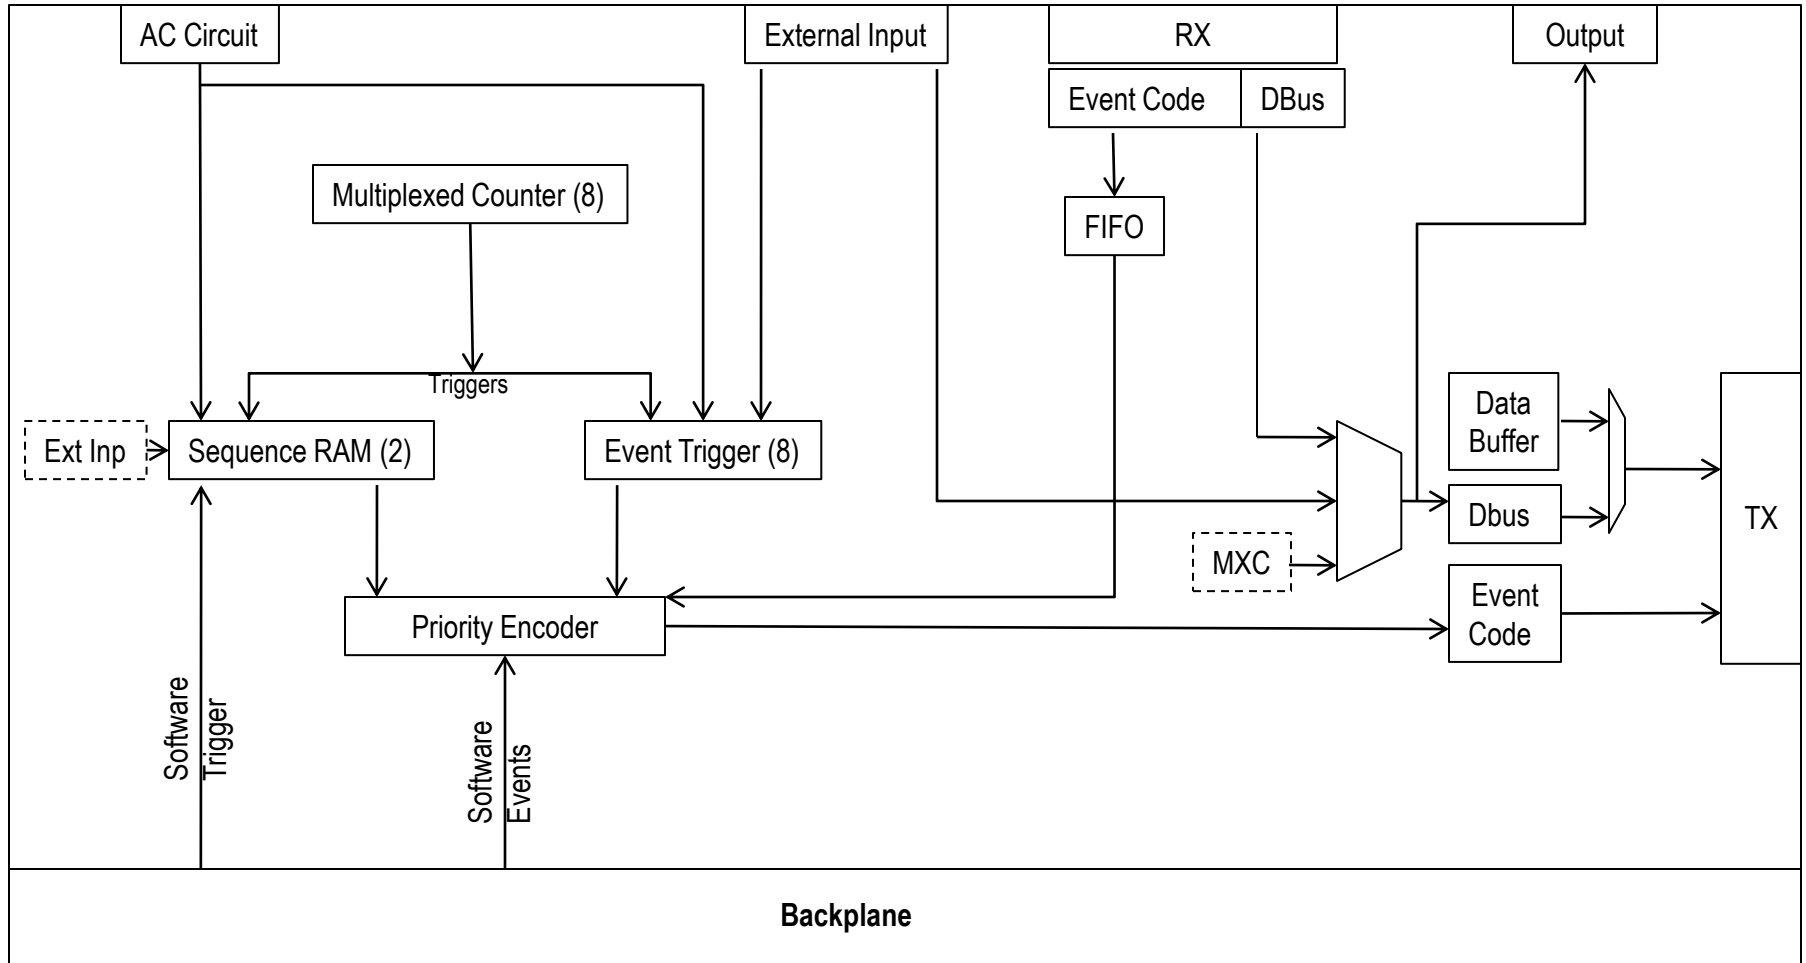 AC Circuit
External Input
RX
Output
Event Code
DBus
Multiplexed Counter (8)
FIFO
Triggers
Data
Buffer
Ext Inp
Sequence RAM (2)
Event Trigger (8)
Dbus
TX
MXC
Event
Code
Priority Encoder
Software
Trigger
Software
Events
Backplane